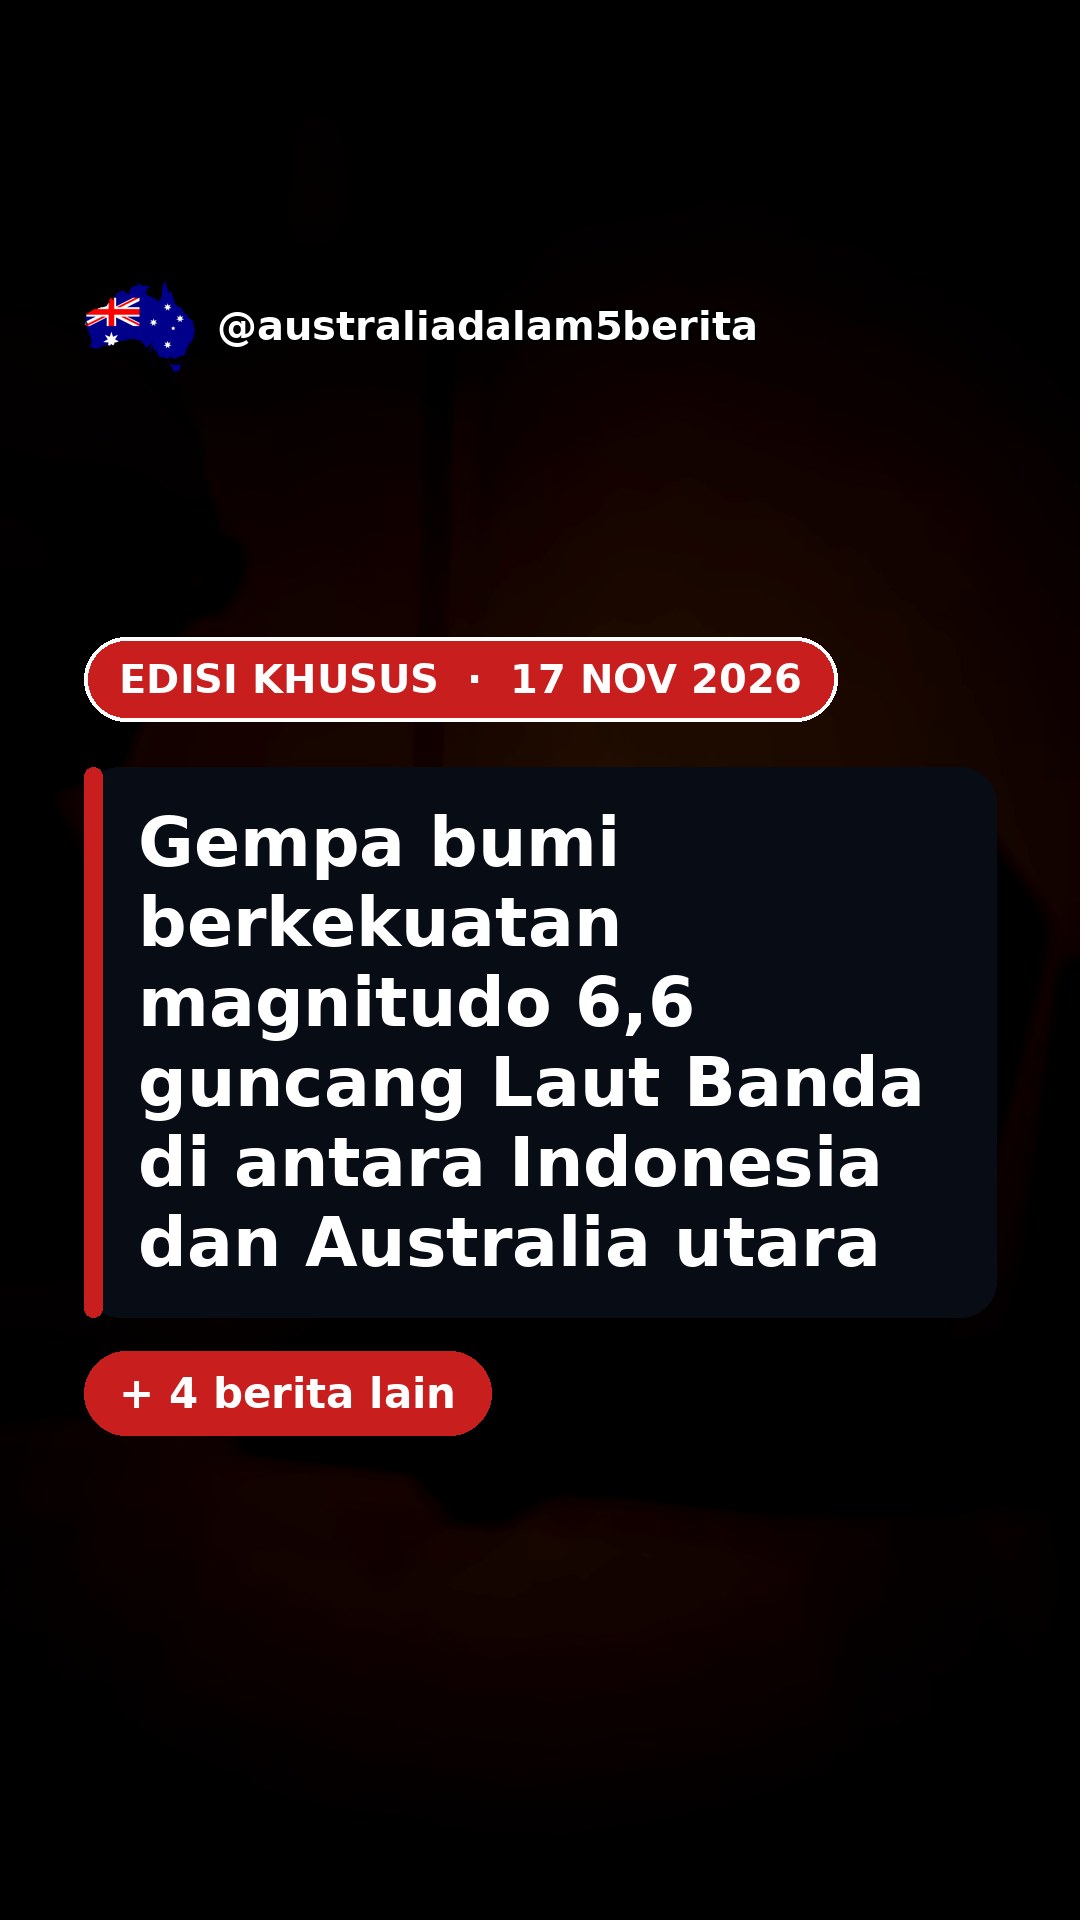 @australiadalam5berita
EDISI KHUSUS · 17 NOV 2026
Gempa bumi
berkekuatan
magnitudo 6,6
guncang Laut Banda
di antara Indonesia
dan Australia utara
+ 4 berita lain